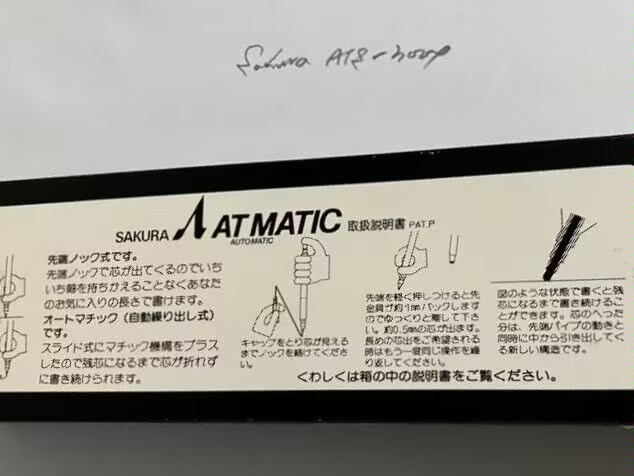 Sakura ATS-300P
SAKURA AT MATIC 取扱説明書 PAT.P
AUTOMATIC
先端ノック式です。
先端ノックで芯が出てくるのでいち
いち軸を持ちかえることなくあなた
のお気に入りの長さで書けます。
オートマチック(自動繰り出し式)
です。
スライド式にマチック機構をプラス
したので残芯になるまで芯が折れず
に書き続けられます。
キャップをとり芯が見える
までノックを続けてくださ
い。
先端を軽く押しつけると先
金具が約1mmバックします
のでゆっくりと離して下さ
い。約0.5mmの芯が出ます。
長めの芯出をご希望され
る時はもう一度同じ操作を繰
り返してください。
図のような状態で書くと残
芯になるまで書き続けるこ
とができます。芯のへった
分は、先端パイプの動きと
同時に中から引き出してく
る新しい構造です。
くわしくは箱の中の説明書をご覧ください。